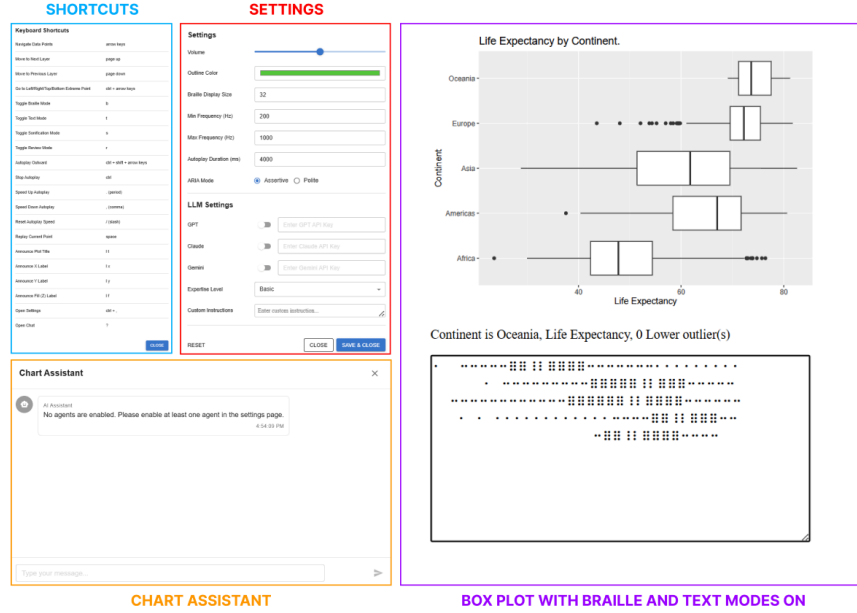 SHORTCUTS
SETTINGS
Keyboard Shortcuts
Navigate Data Points arrow keys
Move to Next Layer page up
Move to Previous Layer page down
Go to Left/Right/Top/Bottom Extreme Point ctrl + arrow keys
Toggle Braille Mode b
Toggle Text Mode t
Toggle Sonification Mode s
Toggle Review Mode r
Autoplay Outward ctrl + shift + arrow keys
Stop Autoplay ctrl
Speed Up Autoplay . (period)
Speed Down Autoplay , (comma)
Reset Autoplay Speed / (slash)
Replay Current Point space
Announce Plot Title l t
Announce X Label l x
Announce Y Label l y
Announce Fill (Z) Label l f
Open Settings ctrl + ,
Open Chat ?
CLOSE
Settings
Volume
Outline Color
Braille Display Size 32
Min Frequency (Hz) 200
Max Frequency (Hz) 1000
Autoplay Duration (ms) 4000
ARIA Mode Assertive Polite
LLM Settings
GPT Enter GPT API Key
Claude Enter Claude API Key
Gemini Enter Gemini API Key
Expertise Level Basic
Custom Instructions Enter custom instruction...
RESET CLOSE SAVE & CLOSE
Chart Assistant
AI Assistant
No agents are enabled. Please enable at least one agent in the settings page.
4:54:09 PM
Type your message...
CHART ASSISTANT
Life Expectancy by Continent.
Continent
Oceania
Europe
Asia
Americas
Africa
40 60 80
Life Expectancy
Continent is Oceania, Life Expectancy, 0 Lower outlier(s)
BOX PLOT WITH BRAILLE AND TEXT MODES ON